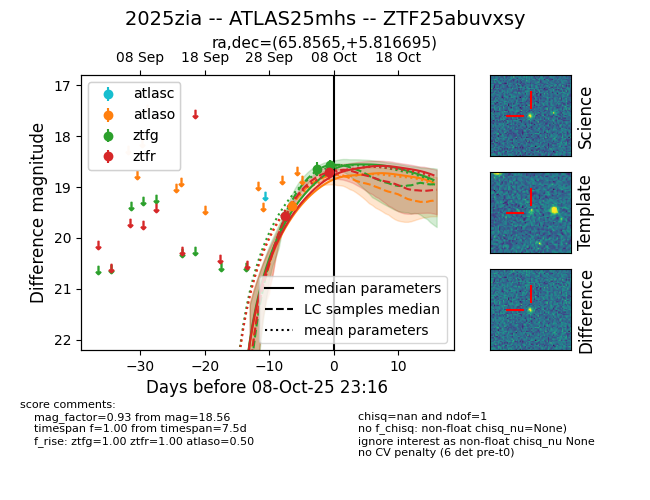 2025zia -- ATLAS25mhs -- ZTF25abuvxsy
ra,dec=(65.8565,+5.816695)
08 Sep 18 Sep 28 Sep 08 Oct 18 Oct
17
18
19
20
21
22
Difference magnitude
atlasc
atlaso
ztfg
ztfr
median parameters
LC samples median
mean parameters
−30 −20 −10 0 10
Days before 08-Oct-25 23:16
Science
Template
Difference
score comments:
mag_factor=0.93 from mag=18.56
timespan f=1.00 from timespan=7.5d
f_rise: ztfg=1.00 ztfr=1.00 atlaso=0.50
chisq=nan and ndof=1
no f_chisq: non-float chisq_nu=None)
ignore interest as non-float chisq_nu None
no CV penalty (6 det pre-t0)